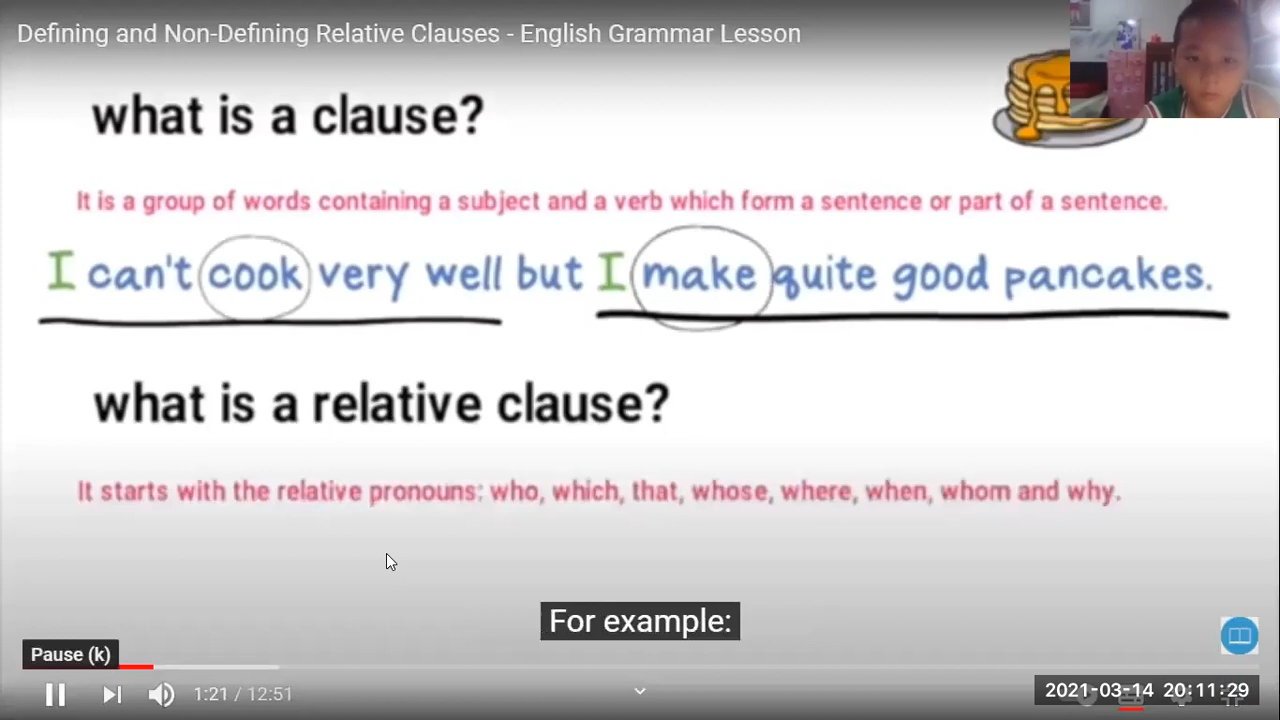 Defining and Non-Defining Relative Clauses - English Grammar Lesson
what is a clause?
It is a group of words containing a subject and a verb which form a sentence or part of a sentence.
I can't cook very well but I make quite good pancakes.
what is a relative clause?
It starts with the relative pronouns: who, which, that, whose, where, when, whom and why.
For example:
Pause (k)
1:21 / 12:51
2021-03-14 20:11:29